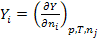 Y_i = (∂Y/∂n_i)_{p,T,n_j}